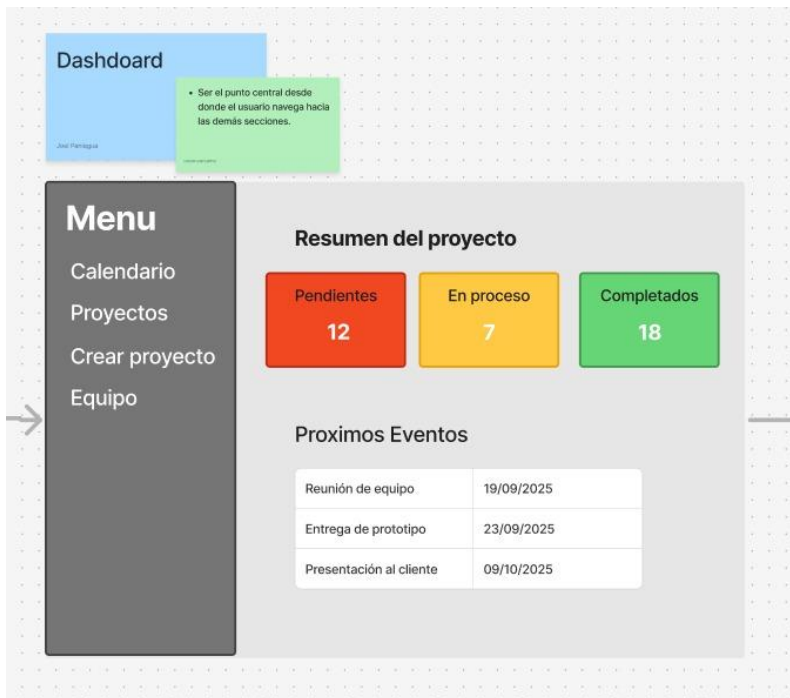 Dashdoard
• Ser el punto central desde
donde el usuario navega hacia
las demás secciones.
José Paniagua
Menu
Calendario
Proyectos
Crear proyecto
Equipo
Resumen del proyecto
Pendientes
12
En proceso
7
Completados
18
Proximos Eventos
Reunión de equipo 19/09/2025
Entrega de prototipo 23/09/2025
Presentación al cliente 09/10/2025